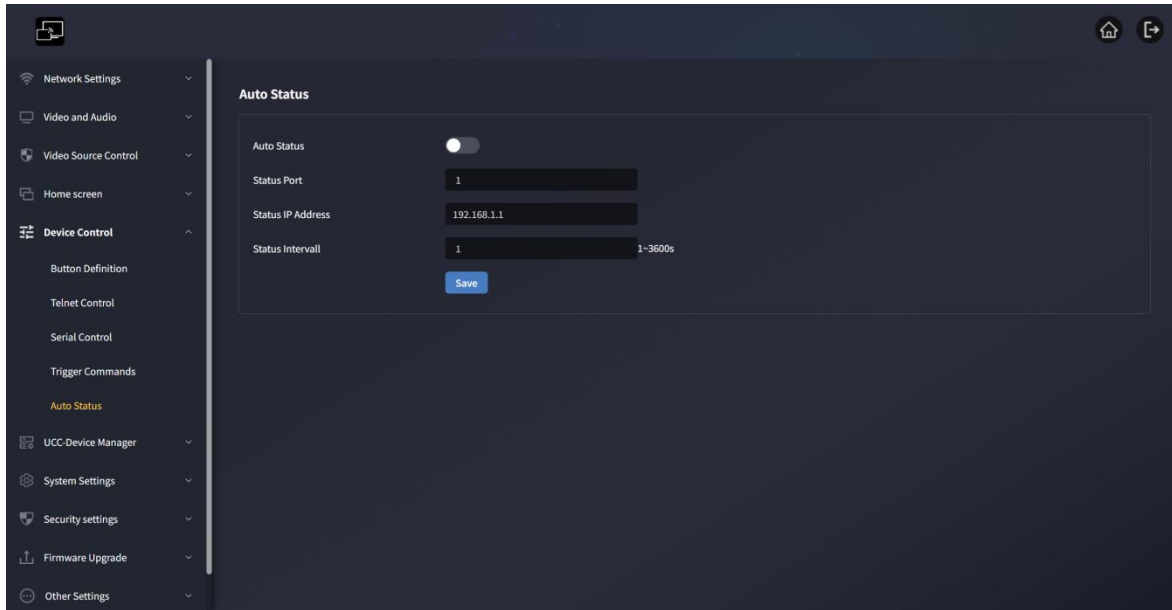 Network Settings
Video and Audio
Video Source Control
Home screen
Device Control
Button Definition
Telnet Control
Serial Control
Trigger Commands
Auto Status
UCC-Device Manager
System Settings
Security settings
Firmware Upgrade
Other Settings
Auto Status
Auto Status
Status Port 1
Status IP Address 192.168.1.1
Status Intervall 1 1~3600s
Save